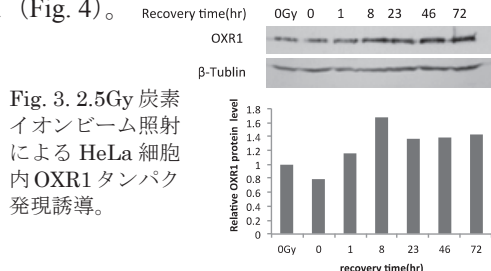 （Fig. 4）。
Recovery time(hr) 0Gy 0 1 8 23 46 72
OXR1
β-Tublin
Fig. 3. 2.5Gy 炭素
イオンビーム照射
による HeLa 細胞
内 OXR1 タンパク
発現誘導。
Relative OXR1 protein level
1.8
1.6
1.4
1.2
1
0.8
0.6
0.4
0.2
0
0Gy 0 1 8 23 46 72
recovery time(hr)